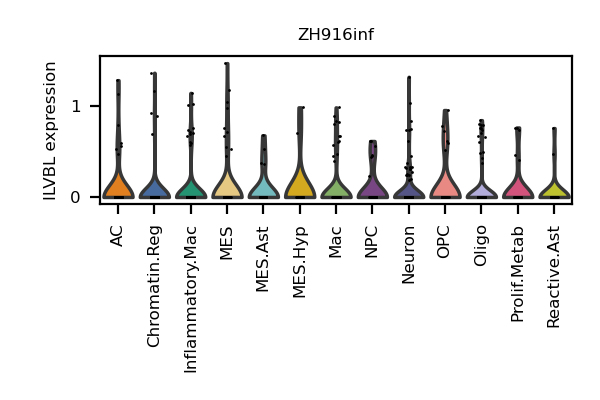 ZH916inf
ILVBL expression
1
0
AC
Chromatin.Reg
Inflammatory.Mac
MES
MES.Ast
MES.Hyp
Mac
NPC
Neuron
OPC
Oligo
Prolif.Metab
Reactive.Ast